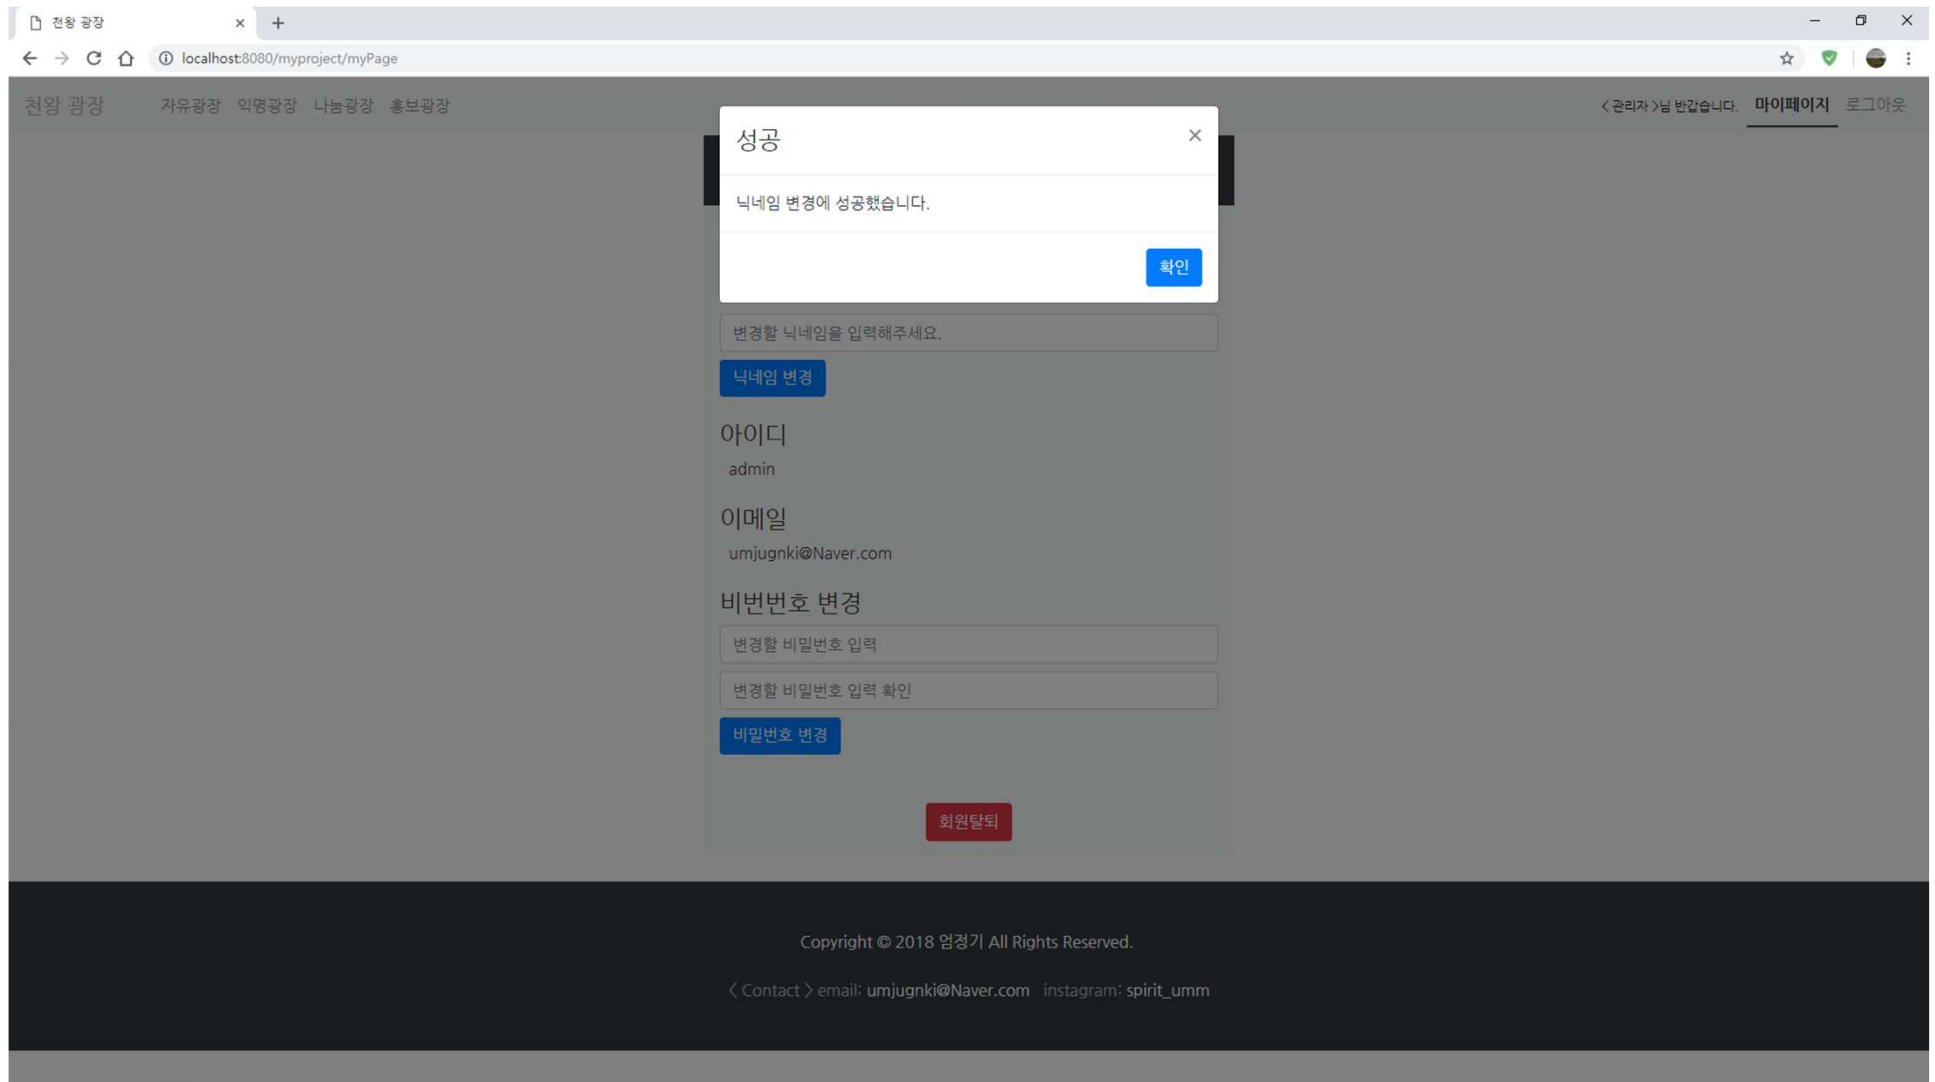 천왕 광장
localhost:8080/myproject/myPage
천왕 광장 자유광장 익명광장 나눔광장 홍보광장 < 관리자 >님 반갑습니다. 마이페이지 로그아웃
성공 ×
닉네임 변경에 성공했습니다.
확인
변경할 닉네임을 입력해주세요.
닉네임 변경
아이디
admin
이메일
umjugnki@Naver.com
비번번호 변경
변경할 비밀번호 입력
변경할 비밀번호 입력 확인
비밀번호 변경
회원탈퇴
Copyright © 2018 엄정기 All Rights Reserved.
< Contact > email: umjugnki@Naver.com instagram: spirit_umm